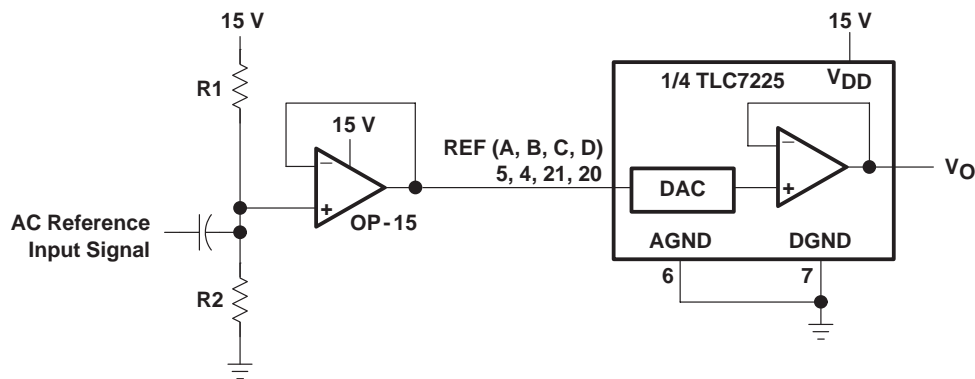 15 V
15 V
R1
1/4 TLC7225
VDD
15 V
–
–
REF (A, B, C, D)
5, 4, 21, 20
DAC
+
VO
+
OP-15
AC Reference
Input Signal
AGND
DGND
6
7
R2